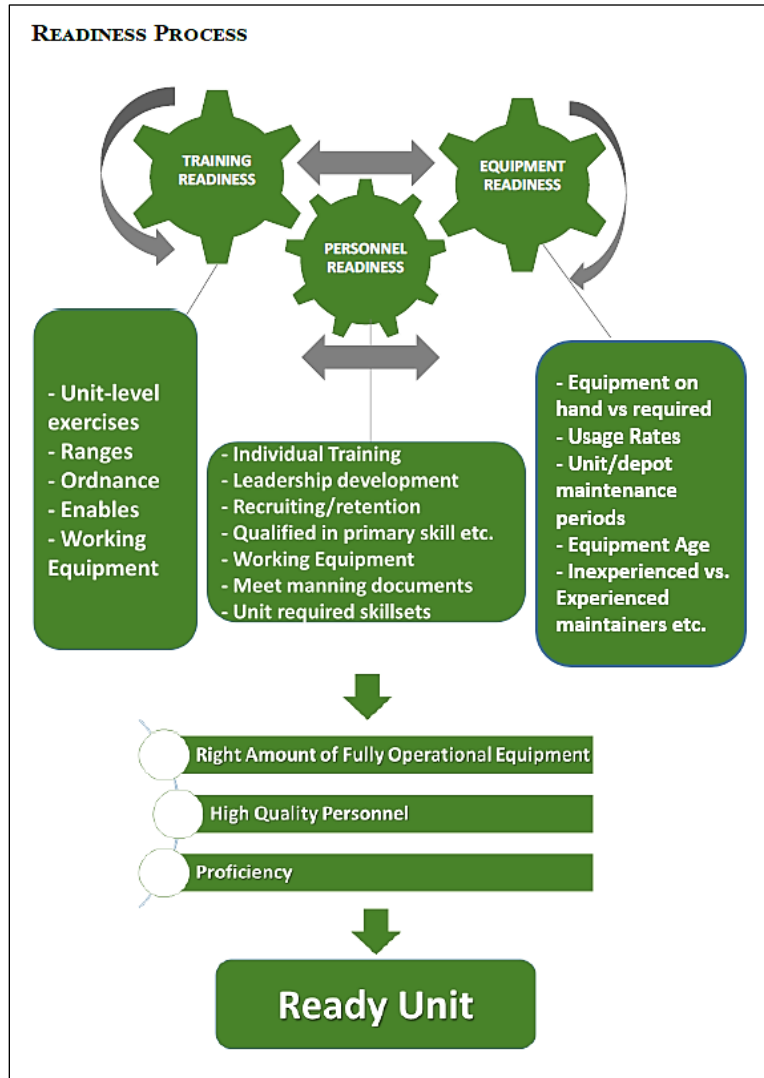 READINESS PROCESS
TRAINING
READINESS
EQUIPMENT
READINESS
PERSONNEL
READINESS
- Unit-level
exercises
- Ranges
- Ordnance
- Enables
- Working
Equipment
- Individual Training
- Leadership development
- Recruiting/retention
- Qualified in primary skill etc.
- Working Equipment
- Meet manning documents
- Unit required skillsets
- Equipment on
hand vs required
- Usage Rates
- Unit/depot
maintenance
periods
- Equipment Age
- Inexperienced vs.
Experienced
maintainers etc.
Right Amount of Fully Operational Equipment
High Quality Personnel
Proficiency
Ready Unit